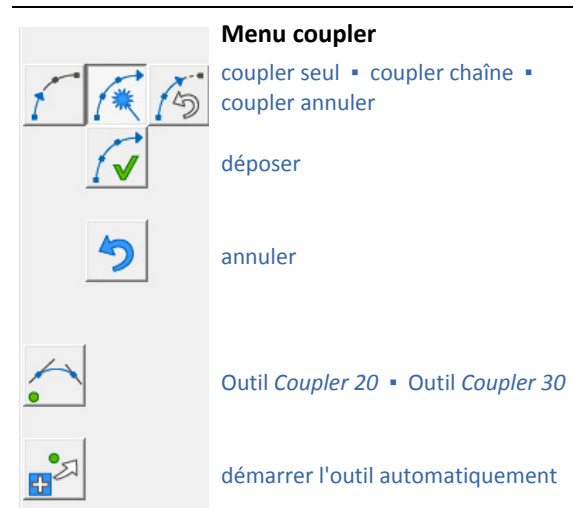 Menu coupler
coupler seul ▪ coupler chaîne ▪
coupler annuler
déposer
annuler
Outil Coupler 20 ▪ Outil Coupler 30
démarrer l'outil automatiquement